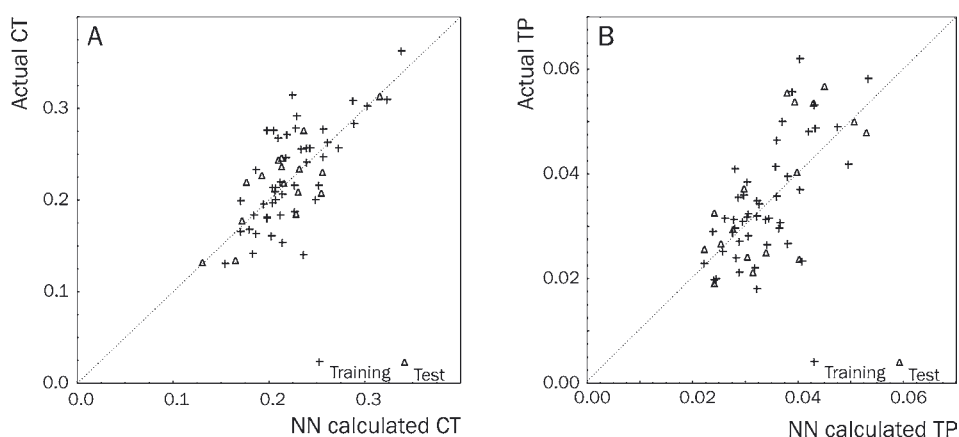 A
Actual CT
0.3
0.2
0.1
0.0
0.0
0.1
0.2
0.3
Training
Test
NN calculated CT
B
Actual TP
0.06
0.04
0.02
0.00
0.00
0.02
0.04
0.06
Training
Test
NN calculated TP